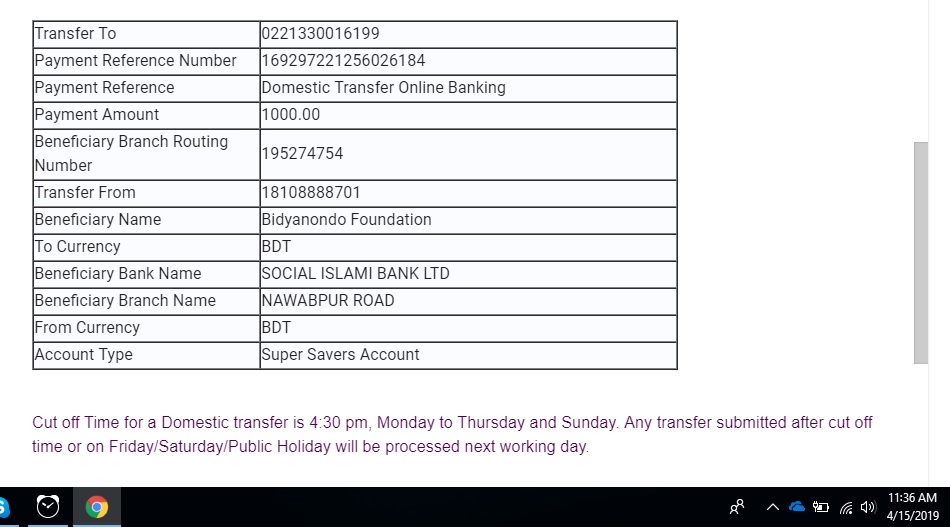 Transfer To 0221330016199
Payment Reference Number 169297221256026184
Payment Reference Domestic Transfer Online Banking
Payment Amount 1000.00
Beneficiary Branch Routing
Number 195274754
Transfer From 18108888701
Beneficiary Name Bidyanondo Foundation
To Currency BDT
Beneficiary Bank Name SOCIAL ISLAMI BANK LTD
Beneficiary Branch Name NAWABPUR ROAD
From Currency BDT
Account Type Super Savers Account
Cut off Time for a Domestic transfer is 4:30 pm, Monday to Thursday and Sunday. Any transfer submitted after cut off
time or on Friday/Saturday/Public Holiday will be processed next working day.
11:36 AM
4/15/2019